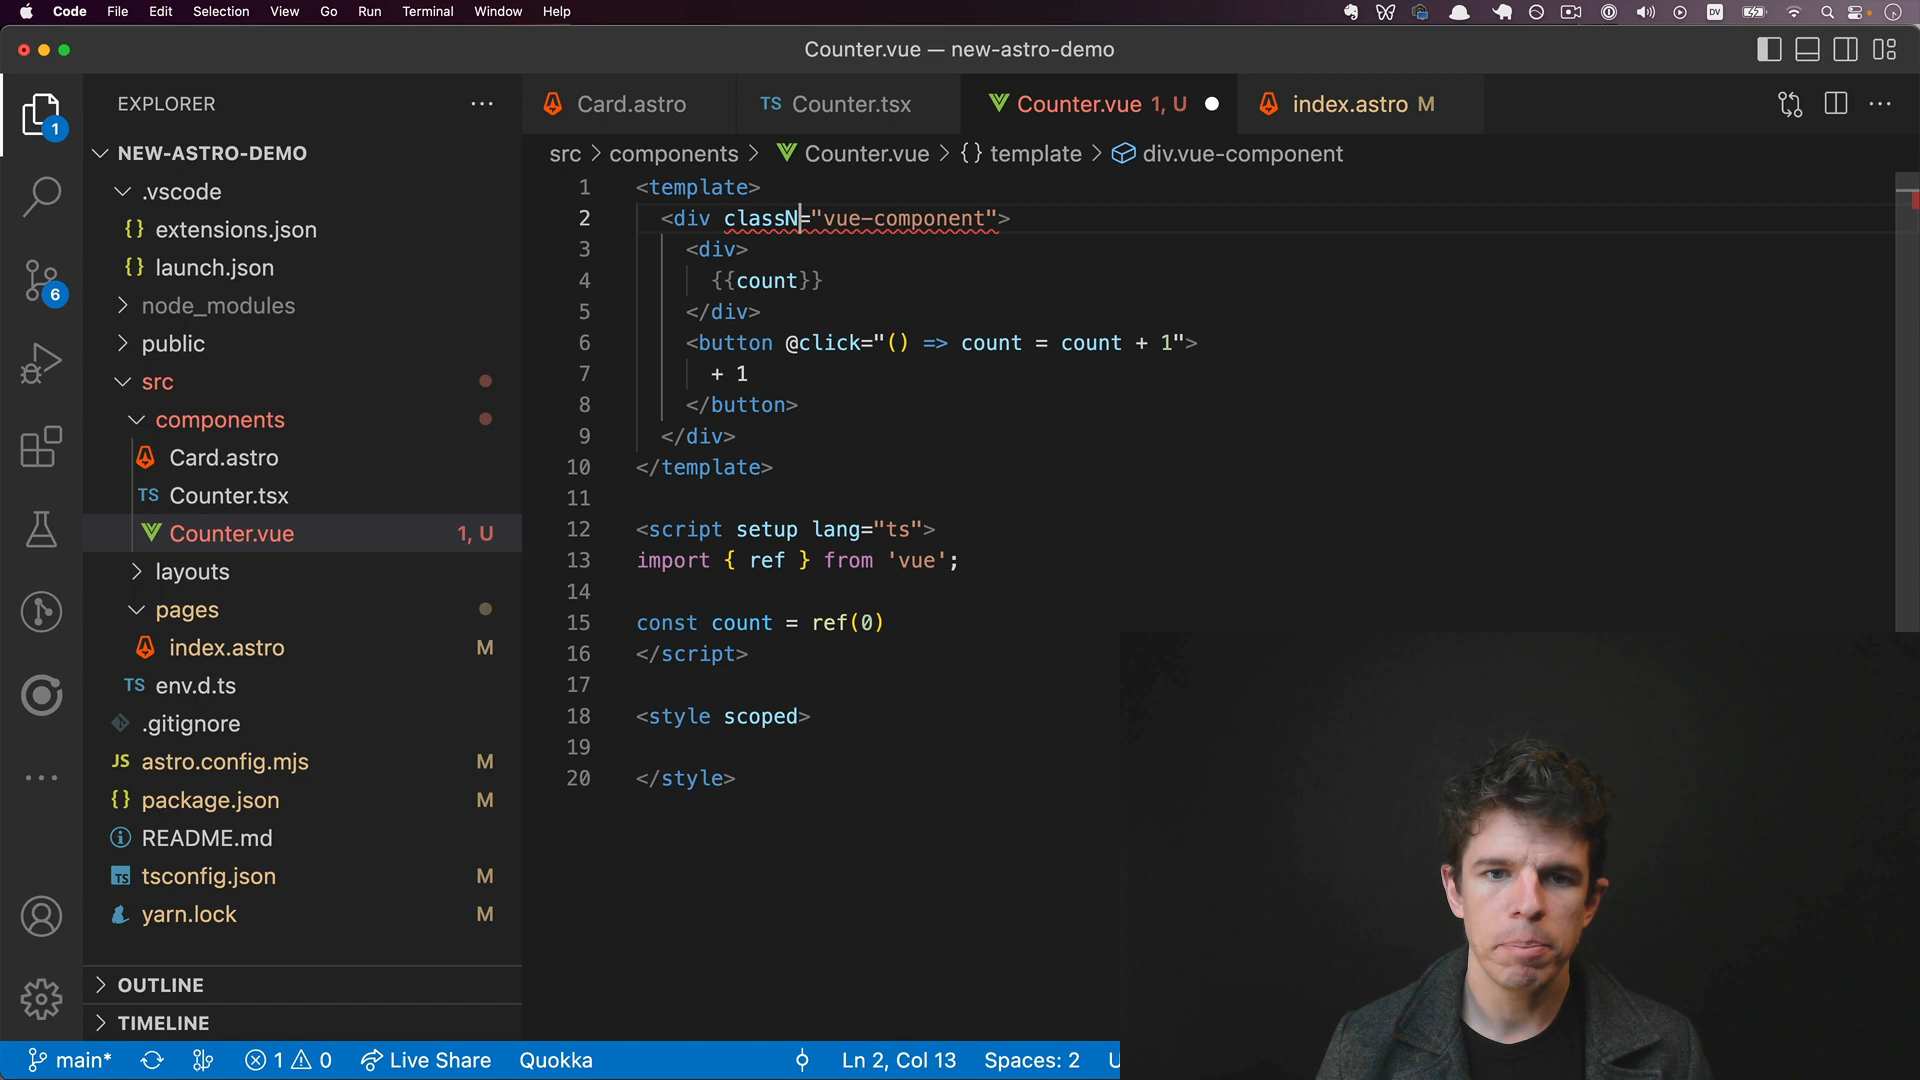 Code File Edit Selection View Go Run Terminal Window Help
DV
Counter.vue — new-astro-demo
EXPLORER
Card.astro
TS Counter.tsx
Counter.vue 1, U
index.astro M
1
NEW-ASTRO-DEMO
.vscode
{} extensions.json
{} launch.json
node_modules
public
src
components
Card.astro
TS Counter.tsx
Counter.vue 1, U
layouts
pages
index.astro M
TS env.d.ts
.gitignore
JS astro.config.mjs M
{} package.json M
README.md
TS tsconfig.json M
yarn.lock M
OUTLINE
TIMELINE
6
src > components > Counter.vue > {} template > div.vue-component
1 <template>
2 <div classN="vue-component">
3 <div>
4 {{count}}
5 </div>
6 <button @click="() => count = count + 1">
7 + 1
8 </button>
9 </div>
10 </template>
11
12 <script setup lang="ts">
13 import { ref } from 'vue';
14
15 const count = ref(0)
16 </script>
17
18 <style scoped>
19
20 </style>
main* 1 0 Live Share Quokka Ln 2, Col 13 Spaces: 2 U